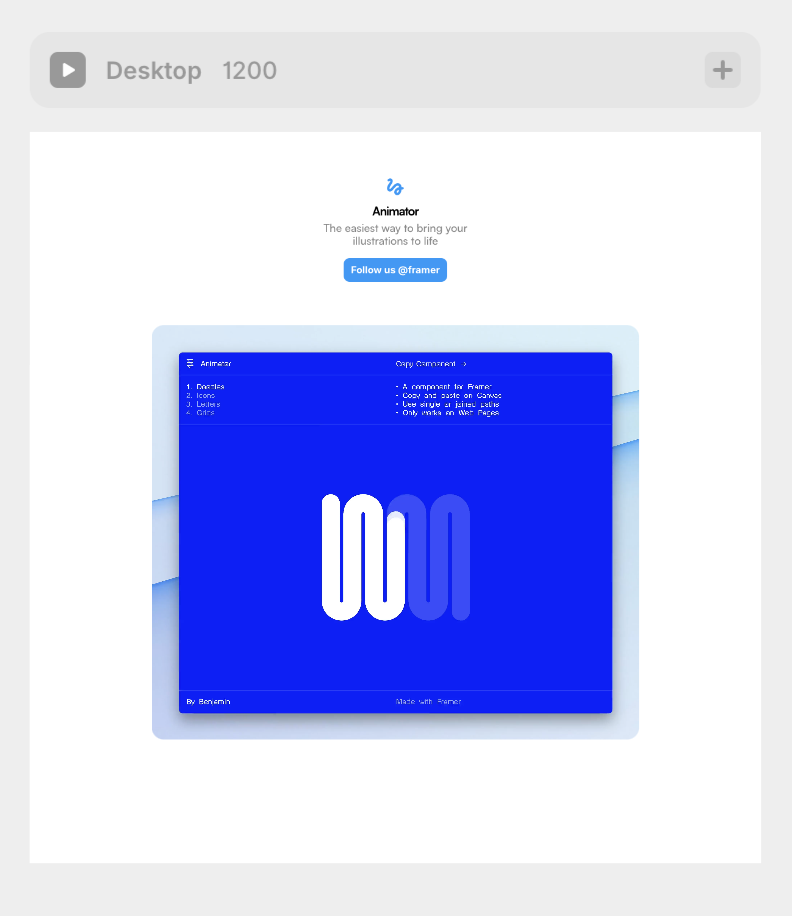 Desktop 1200
Animator
The easiest way to bring your
illustrations to life
Follow us @framer
Animator
Copy Component
1. Doodles
2. Icons
3. Letters
4. Grids
• A component for Framer
• Copy and paste on Canvas
• Use single or joined paths
• Only works on Web Pages
By Benjamin
Made with Framer